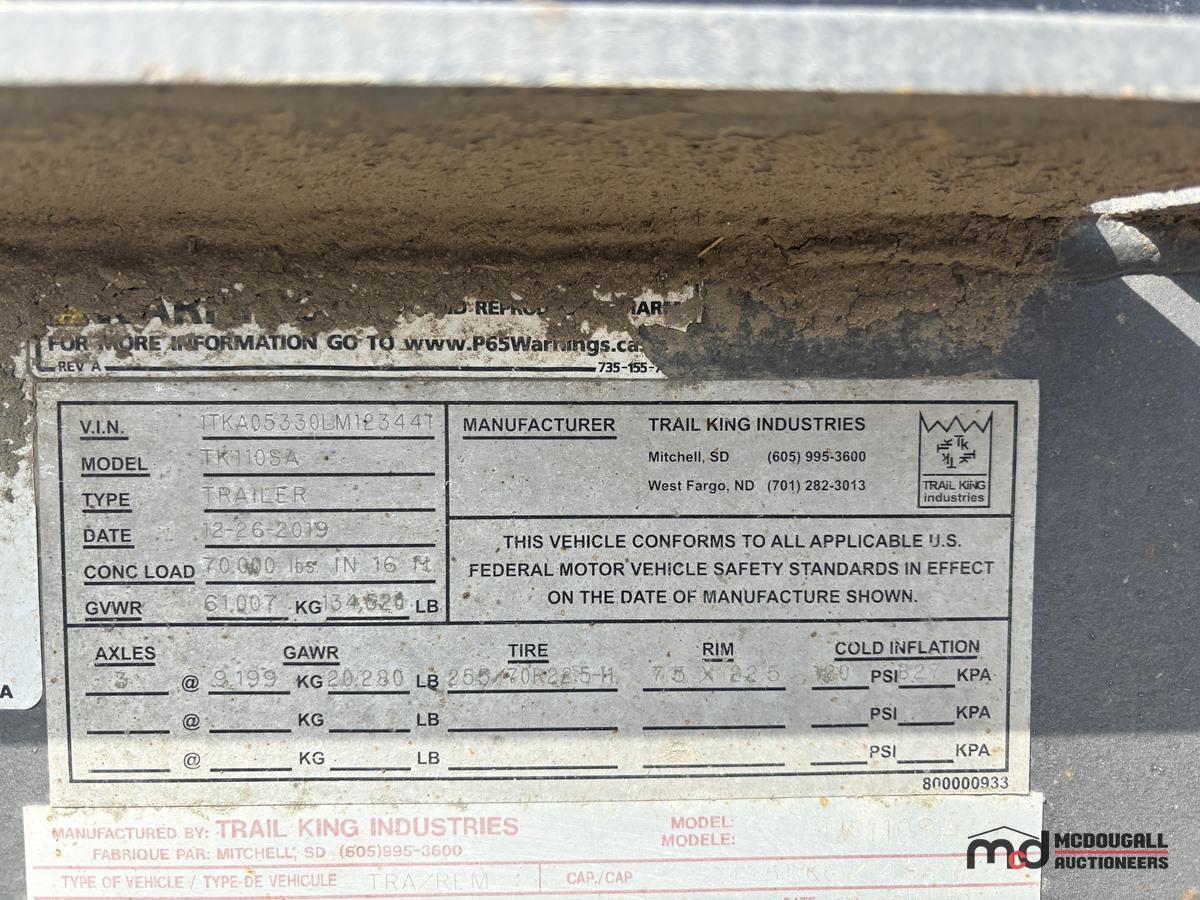 ND REPROD HAR
FOR MORE INFORMATION GO TO www.P65Warnings.ca
REV A 735-155-
A
V.I.N. 1TKA05330LM123441
MODEL TK110SA
TYPE TRAILER
DATE 12-26-2019
CONC LOAD 70,000 lbs IN 16 ft
GVWR 61,007 KG 134,620 LB
MANUFACTURER TRAIL KING INDUSTRIES
Mitchell, SD (605) 995-3600
West Fargo, ND (701) 282-3013
TRAIL KING
industries
THIS VEHICLE CONFORMS TO ALL APPLICABLE U.S.
FEDERAL MOTOR VEHICLE SAFETY STANDARDS IN EFFECT
ON THE DATE OF MANUFACTURE SHOWN.
AXLES GAWR TIRE RIM COLD INFLATION
3 @ 9,199 KG 20,280 LB 255/70R22.5-H 7.5 X 22.5 120 PSI 827 KPA
@ KG LB PSI KPA
@ KG LB PSI KPA
800000933
MANUFACTURED BY: TRAIL KING INDUSTRIES MODEL:
FABRIQUE PAR: MITCHELL, SD (605)995-3600 MODELE: TK110SA
TYPE OF VEHICLE / TYPE DE VEHICULE TRA/REM CAP./CAP
mcd MCDOUGALL
AUCTIONEERS